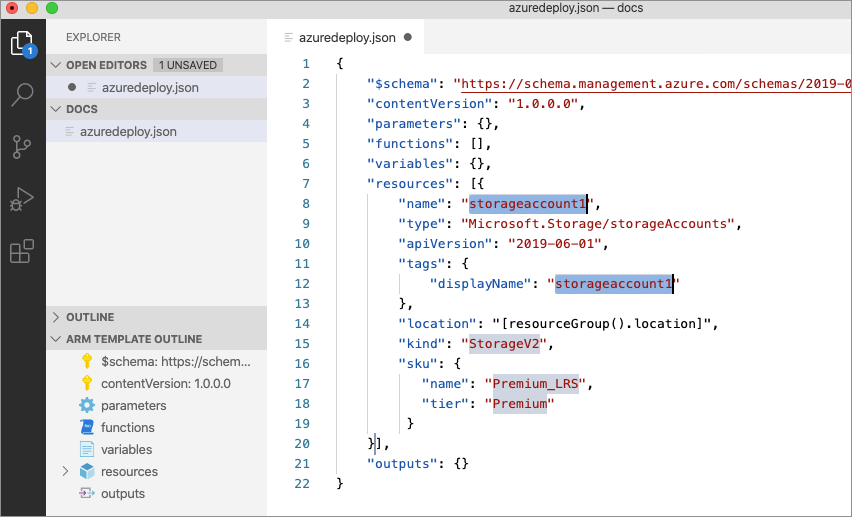 azuredeploy.json — docs
EXPLORER
OPEN EDITORS 1 UNSAVED
azuredeploy.json
DOCS
azuredeploy.json
OUTLINE
ARM TEMPLATE OUTLINE
$schema: https://schem...
contentVersion: 1.0.0.0
parameters
functions
variables
resources
outputs
1
azuredeploy.json
1 {
2 "$schema": "https://schema.management.azure.com/schemas/2019-0
3 "contentVersion": "1.0.0.0",
4 "parameters": {},
5 "functions": [],
6 "variables": {},
7 "resources": [{
8 "name": "storageaccount1",
9 "type": "Microsoft.Storage/storageAccounts",
10 "apiVersion": "2019-06-01",
11 "tags": {
12 "displayName": "storageaccount1"
13 },
14 "location": "[resourceGroup().location]",
15 "kind": "StorageV2",
16 "sku": {
17 "name": "Premium_LRS",
18 "tier": "Premium"
19 }
20 }],
21 "outputs": {}
22 }